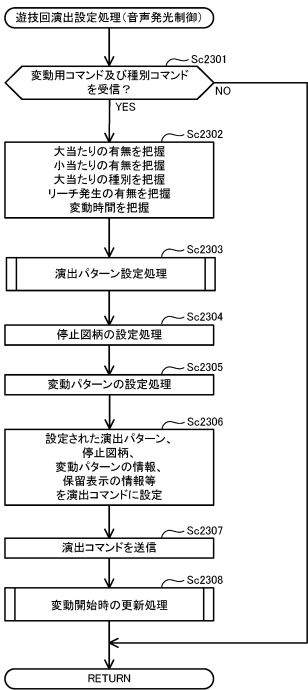 遊技回演出設定処理(音声発光制御)
Sc2301
変動用コマンド及び種別コマンド
を受信?
NO
YES
Sc2302
大当たりの有無を把握
小当たりの有無を把握
大当たりの種別を把握
リーチ発生の有無を把握
変動時間を把握
Sc2303
演出パターン設定処理
Sc2304
停止図柄の設定処理
Sc2305
変動パターンの設定処理
Sc2306
設定された演出パターン、
停止図柄、
変動パターンの情報、
保留表示の情報等
を演出コマンドに設定
Sc2307
演出コマンドを送信
Sc2308
変動開始時の更新処理
RETURN